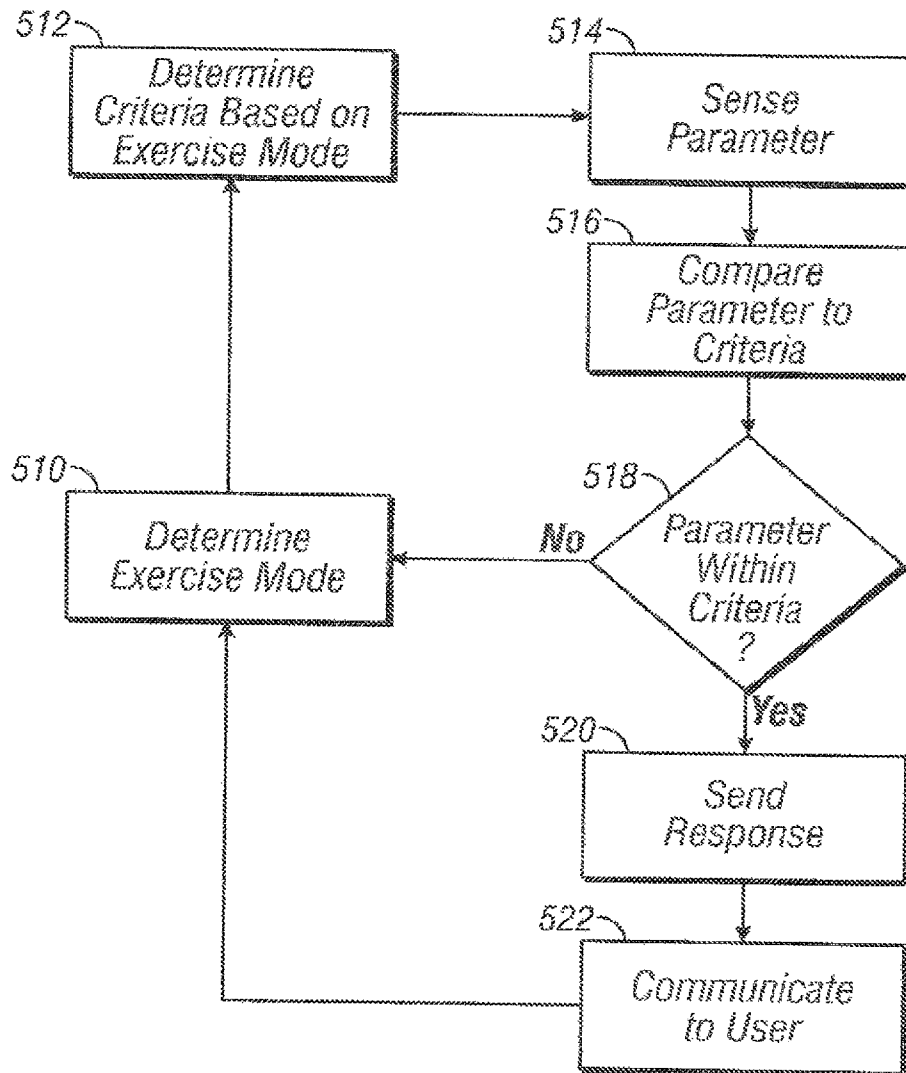 512
Determine
Criteria Based on
Exercise Mode
514
Sense
Parameter
516
Compare
Parameter to
Criteria
510
Determine
Exercise Mode
518
Parameter
Within
Criteria
?
No
Yes
520
Send
Response
522
Communicate
to User